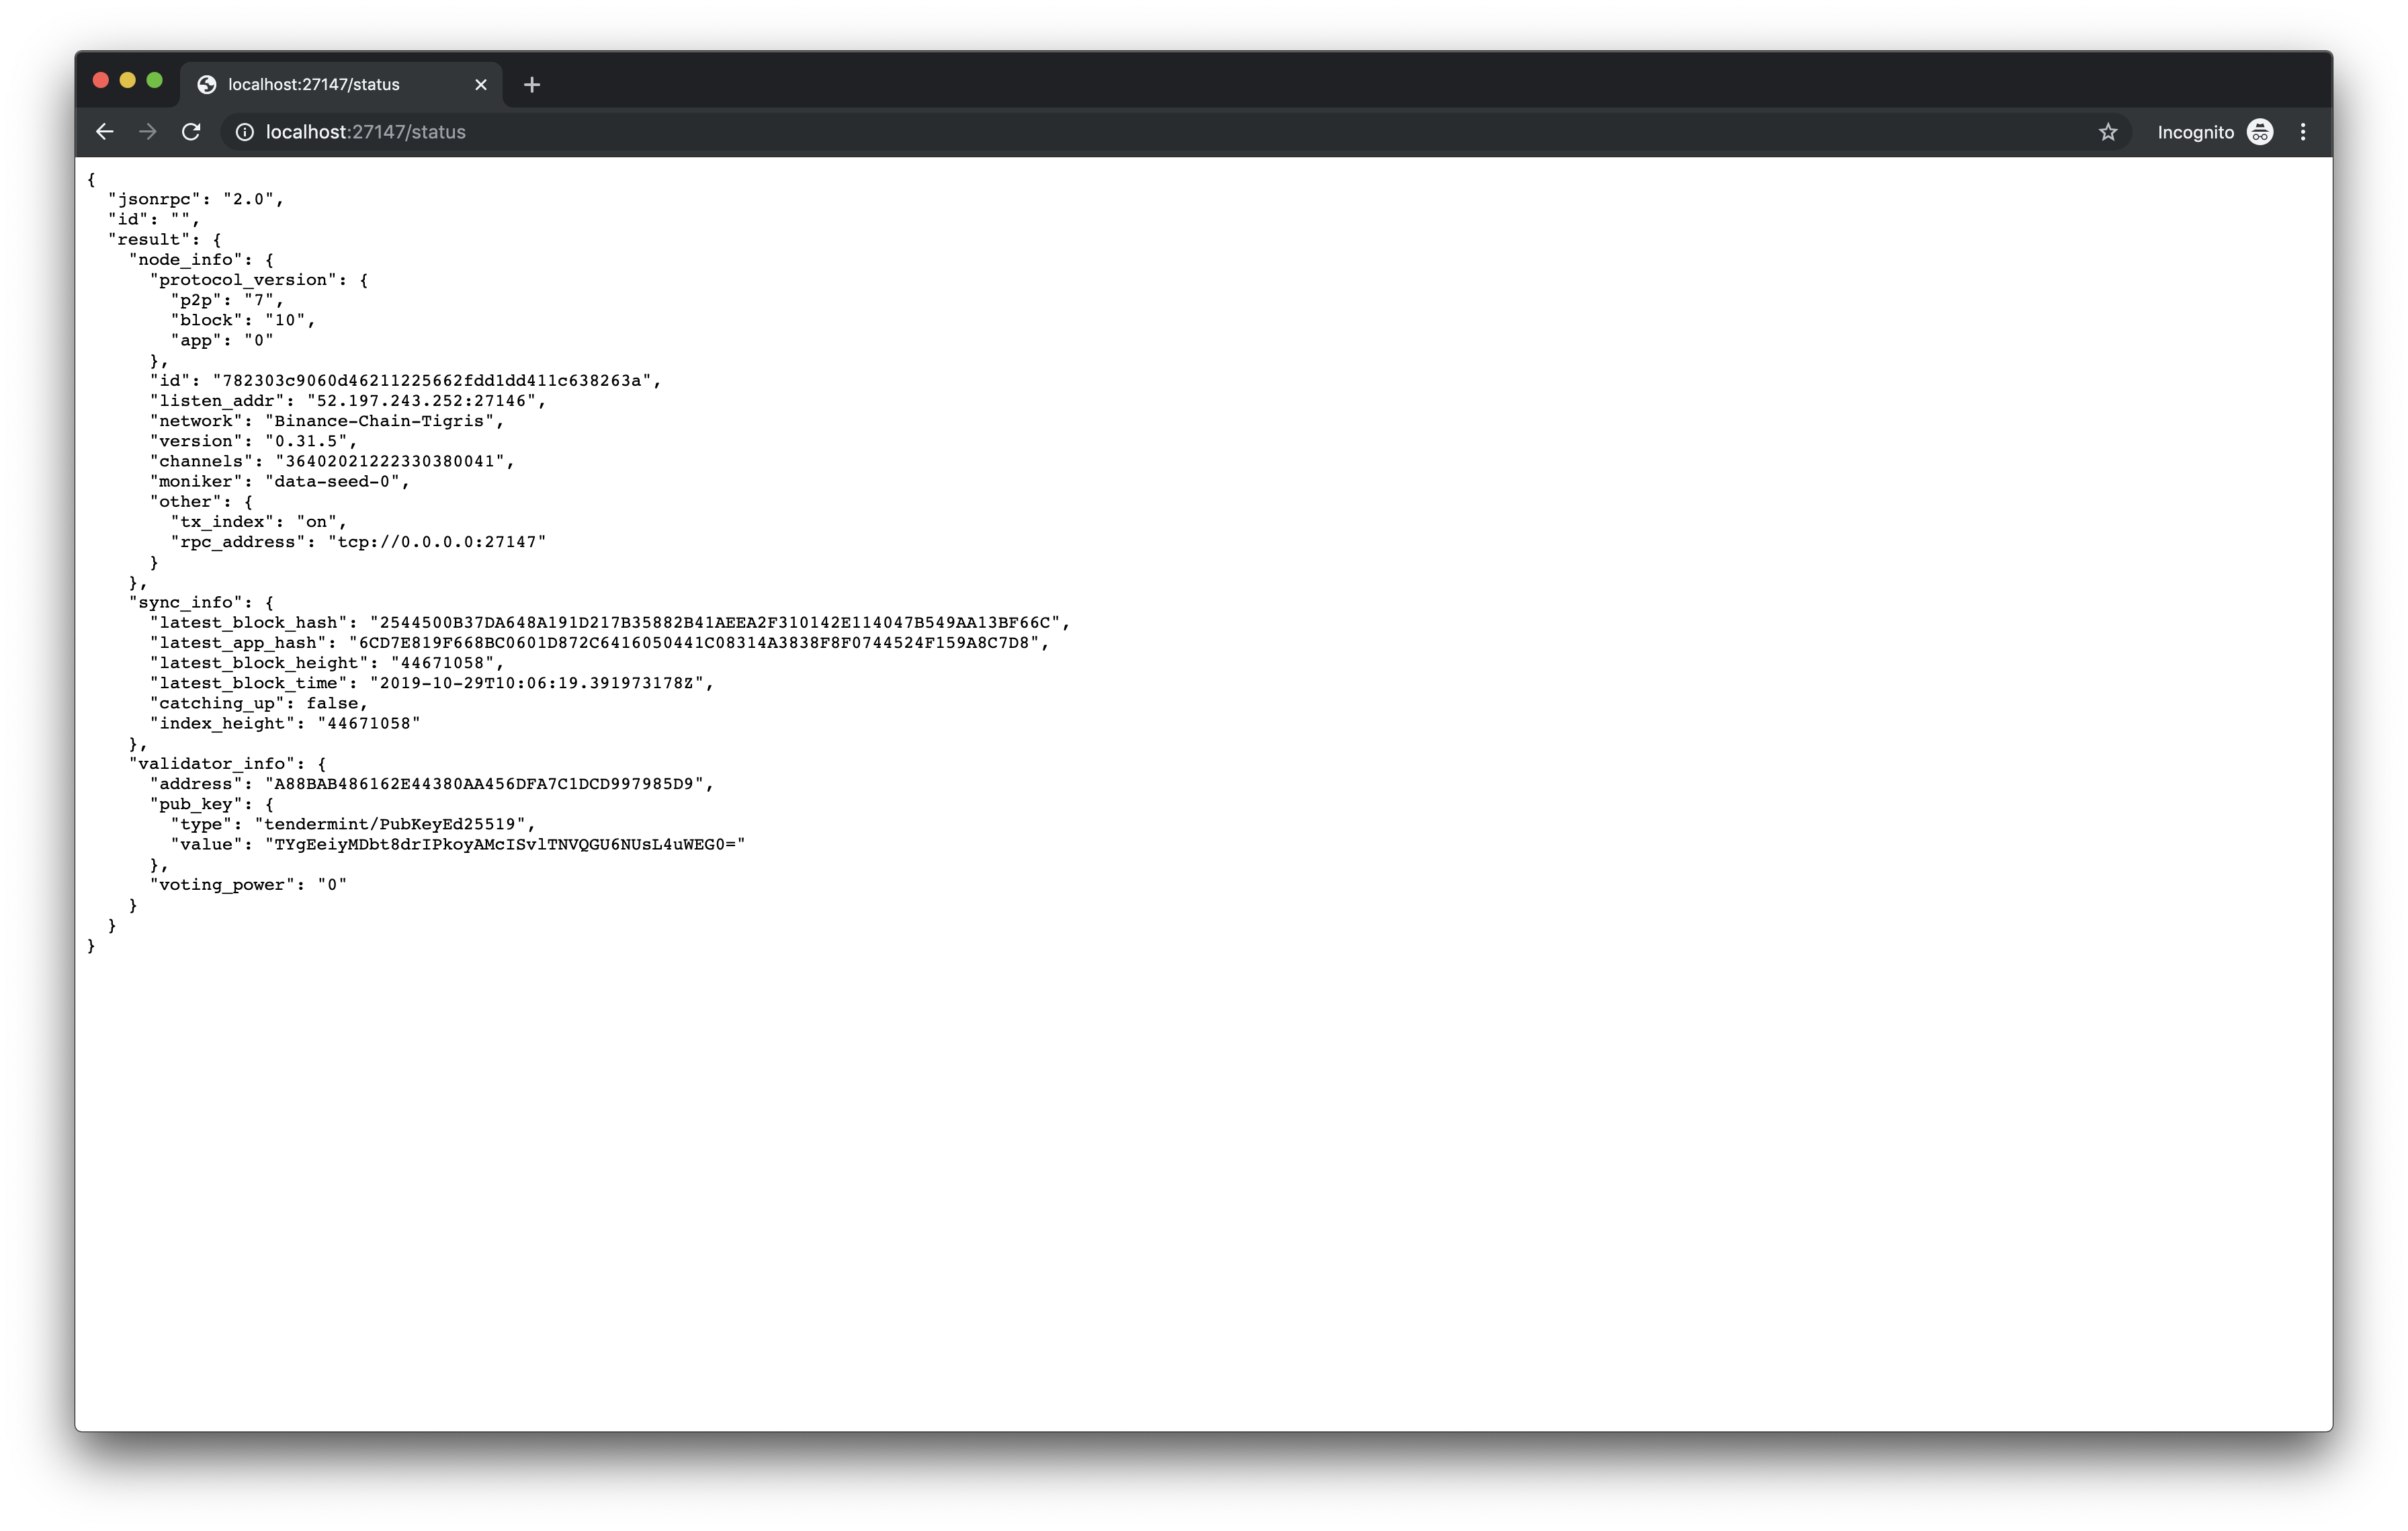 localhost:27147/status
localhost:27147/status
Incognito
{
  "jsonrpc": "2.0",
  "id": "",
  "result": {
    "node_info": {
      "protocol_version": {
        "p2p": "7",
        "block": "10",
        "app": "0"
      },
      "id": "782303c9060d46211225662fdd1dd411c638263a",
      "listen_addr": "52.197.243.252:27146",
      "network": "Binance-Chain-Tigris",
      "version": "0.31.5",
      "channels": "36402021222330380041",
      "moniker": "data-seed-0",
      "other": {
        "tx_index": "on",
        "rpc_address": "tcp://0.0.0.0:27147"
      }
    },
    "sync_info": {
      "latest_block_hash": "2544500B37DA648A191D217B35882B41AEEA2F310142E114047B549AA13BF66C",
      "latest_app_hash": "6CD7E819F668BC0601D872C6416050441C08314A3838F8F0744524F159A8C7D8",
      "latest_block_height": "44671058",
      "latest_block_time": "2019-10-29T10:06:19.391973178Z",
      "catching_up": false,
      "index_height": "44671058"
    },
    "validator_info": {
      "address": "A88BAB486162E44380AA456DFA7C1DCD997985D9",
      "pub_key": {
        "type": "tendermint/PubKeyEd25519",
        "value": "TYgEeiyMDbt8drIPkoyAMcISvlTNVQGU6NUsL4uWEG0="
      },
      "voting_power": "0"
    }
  }
}